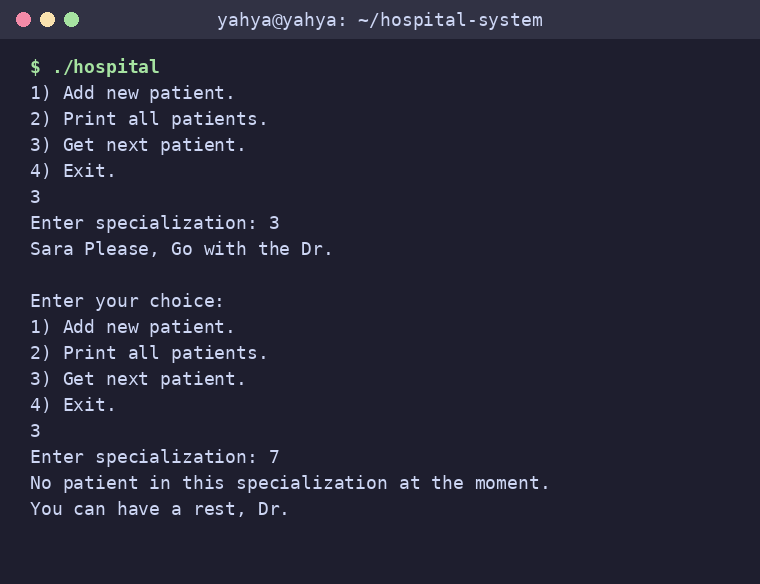 yahya@yahya: ~/hospital-system
$ ./hospital
1) Add new patient.
2) Print all patients.
3) Get next patient.
4) Exit.
3
Enter specialization: 3
Sara Please, Go with the Dr.
Enter your choice:
1) Add new patient.
2) Print all patients.
3) Get next patient.
4) Exit.
3
Enter specialization: 7
No patient in this specialization at the moment.
You can have a rest, Dr.